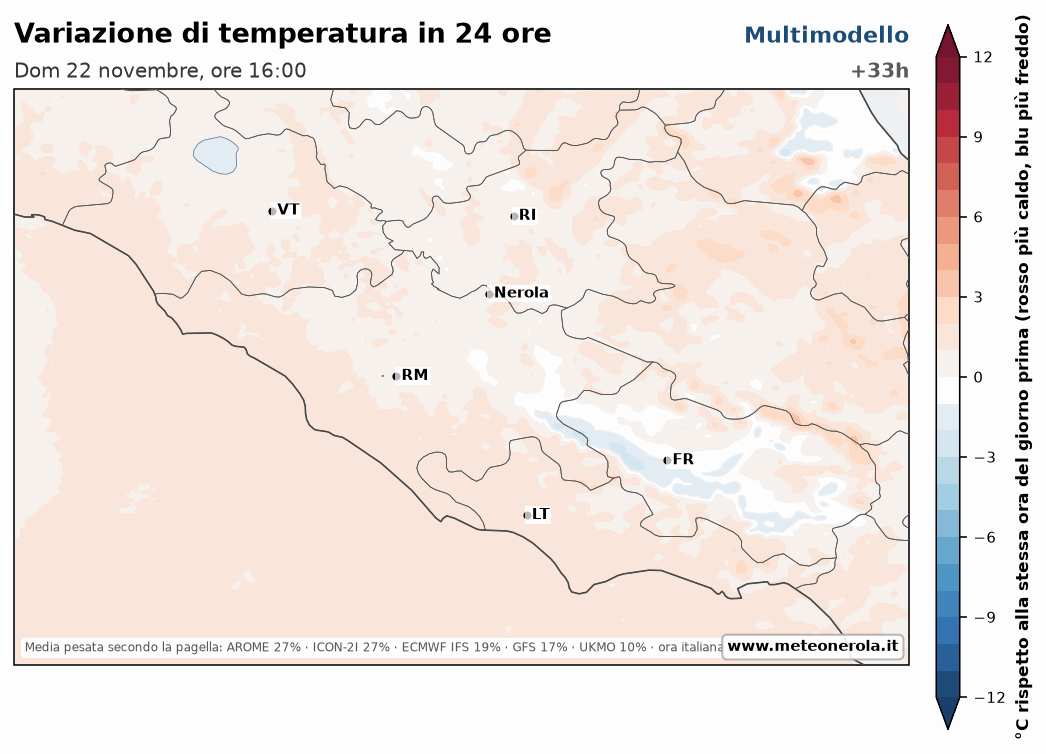 Variazione di temperatura in 24 ore
Multimodello
Dom 22 novembre, ore 16:00
+33h
VT
RI
Nerola
RM
FR
LT
Media pesata secondo la pagella: AROME 27% · ICON-2I 27% · ECMWF IFS 19% · GFS 17% · UKMO 10% · ora italiana
www.meteonerola.it
12
9
6
3
0
−3
−6
−9
−12
°C rispetto alla stessa ora del giorno prima (rosso più caldo, blu più freddo)